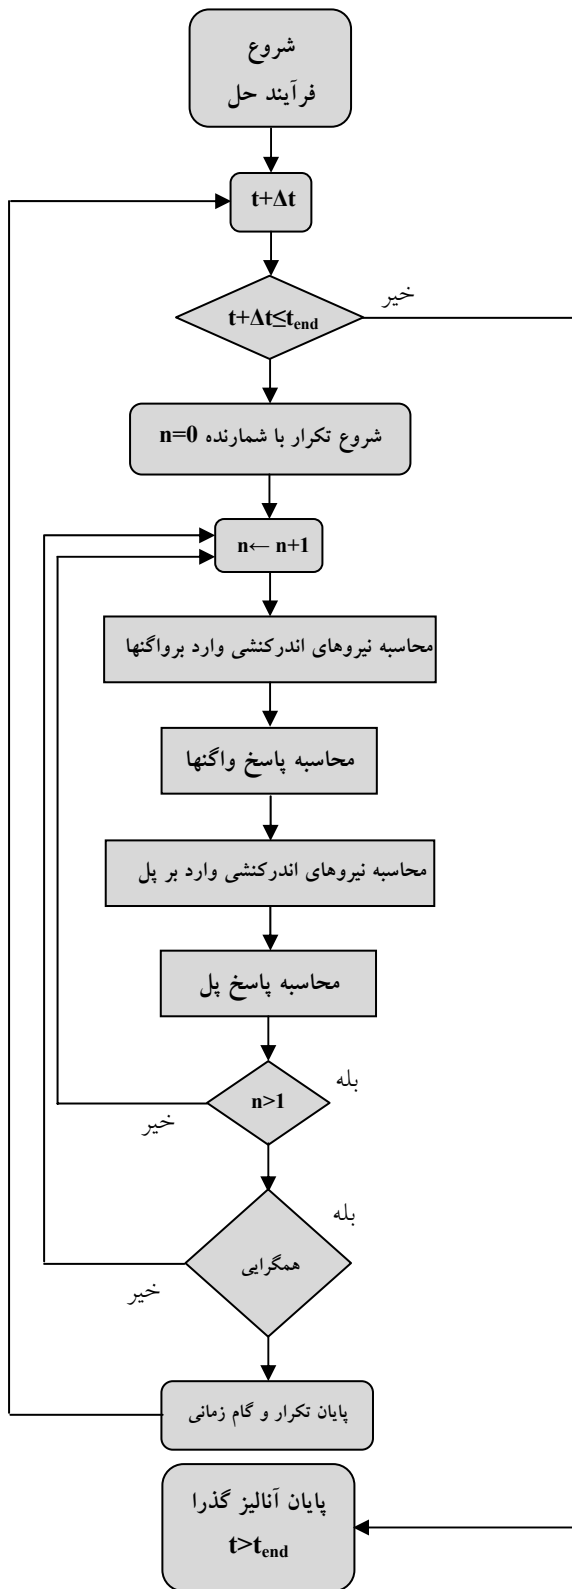 شروع
فرآیند حل
t+Δt
t+Δt≤t_end
خیر
شروع تکرار با شمارنده n=0
n← n+1
محاسبه نیروهای اندرکنشی وارد برواگنها
محاسبه پاسخ واگنها
محاسبه نیروهای اندرکنشی وارد بر پل
محاسبه پاسخ پل
بله
n>1
خیر
بله
همگرایی
خیر
پایان تکرار و گام زمانی
پایان آنالیز گذرا
t>t_end